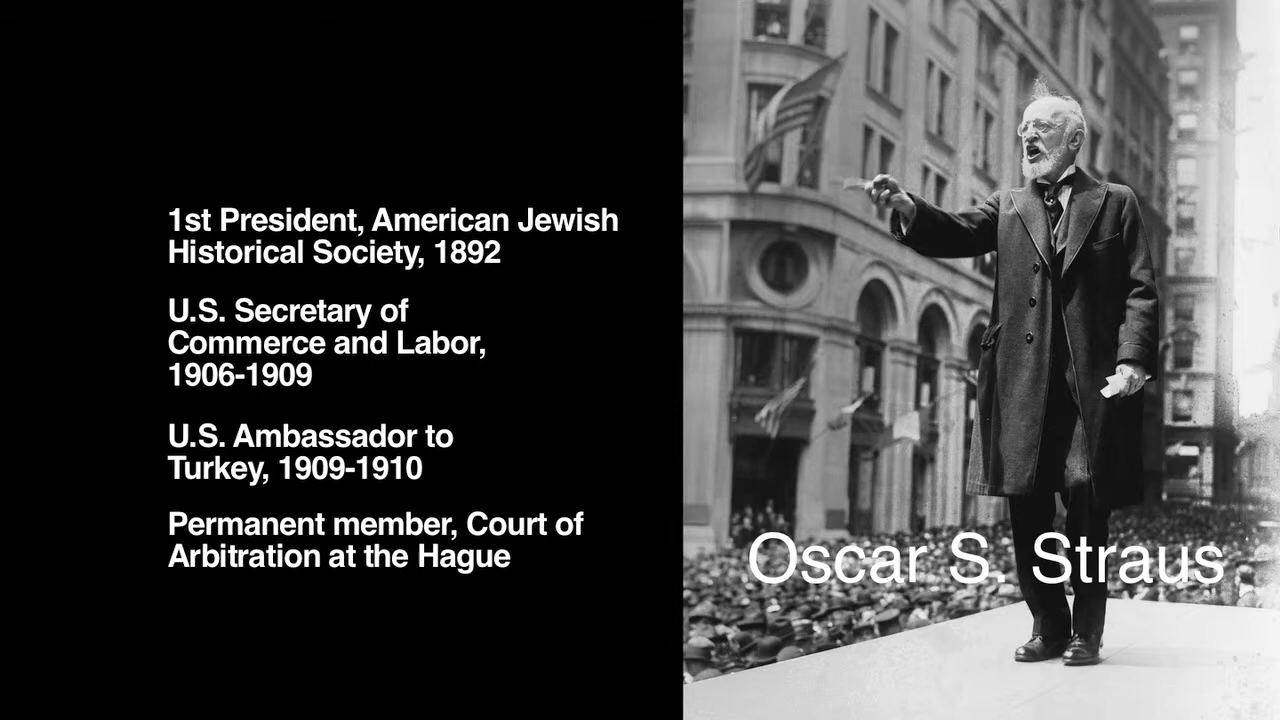 1st President, American Jewish
Historical Society, 1892
U.S. Secretary of
Commerce and Labor,
1906-1909
U.S. Ambassador to
Turkey, 1909-1910
Permanent member, Court of
Arbitration at the Hague
Oscar S. Straus